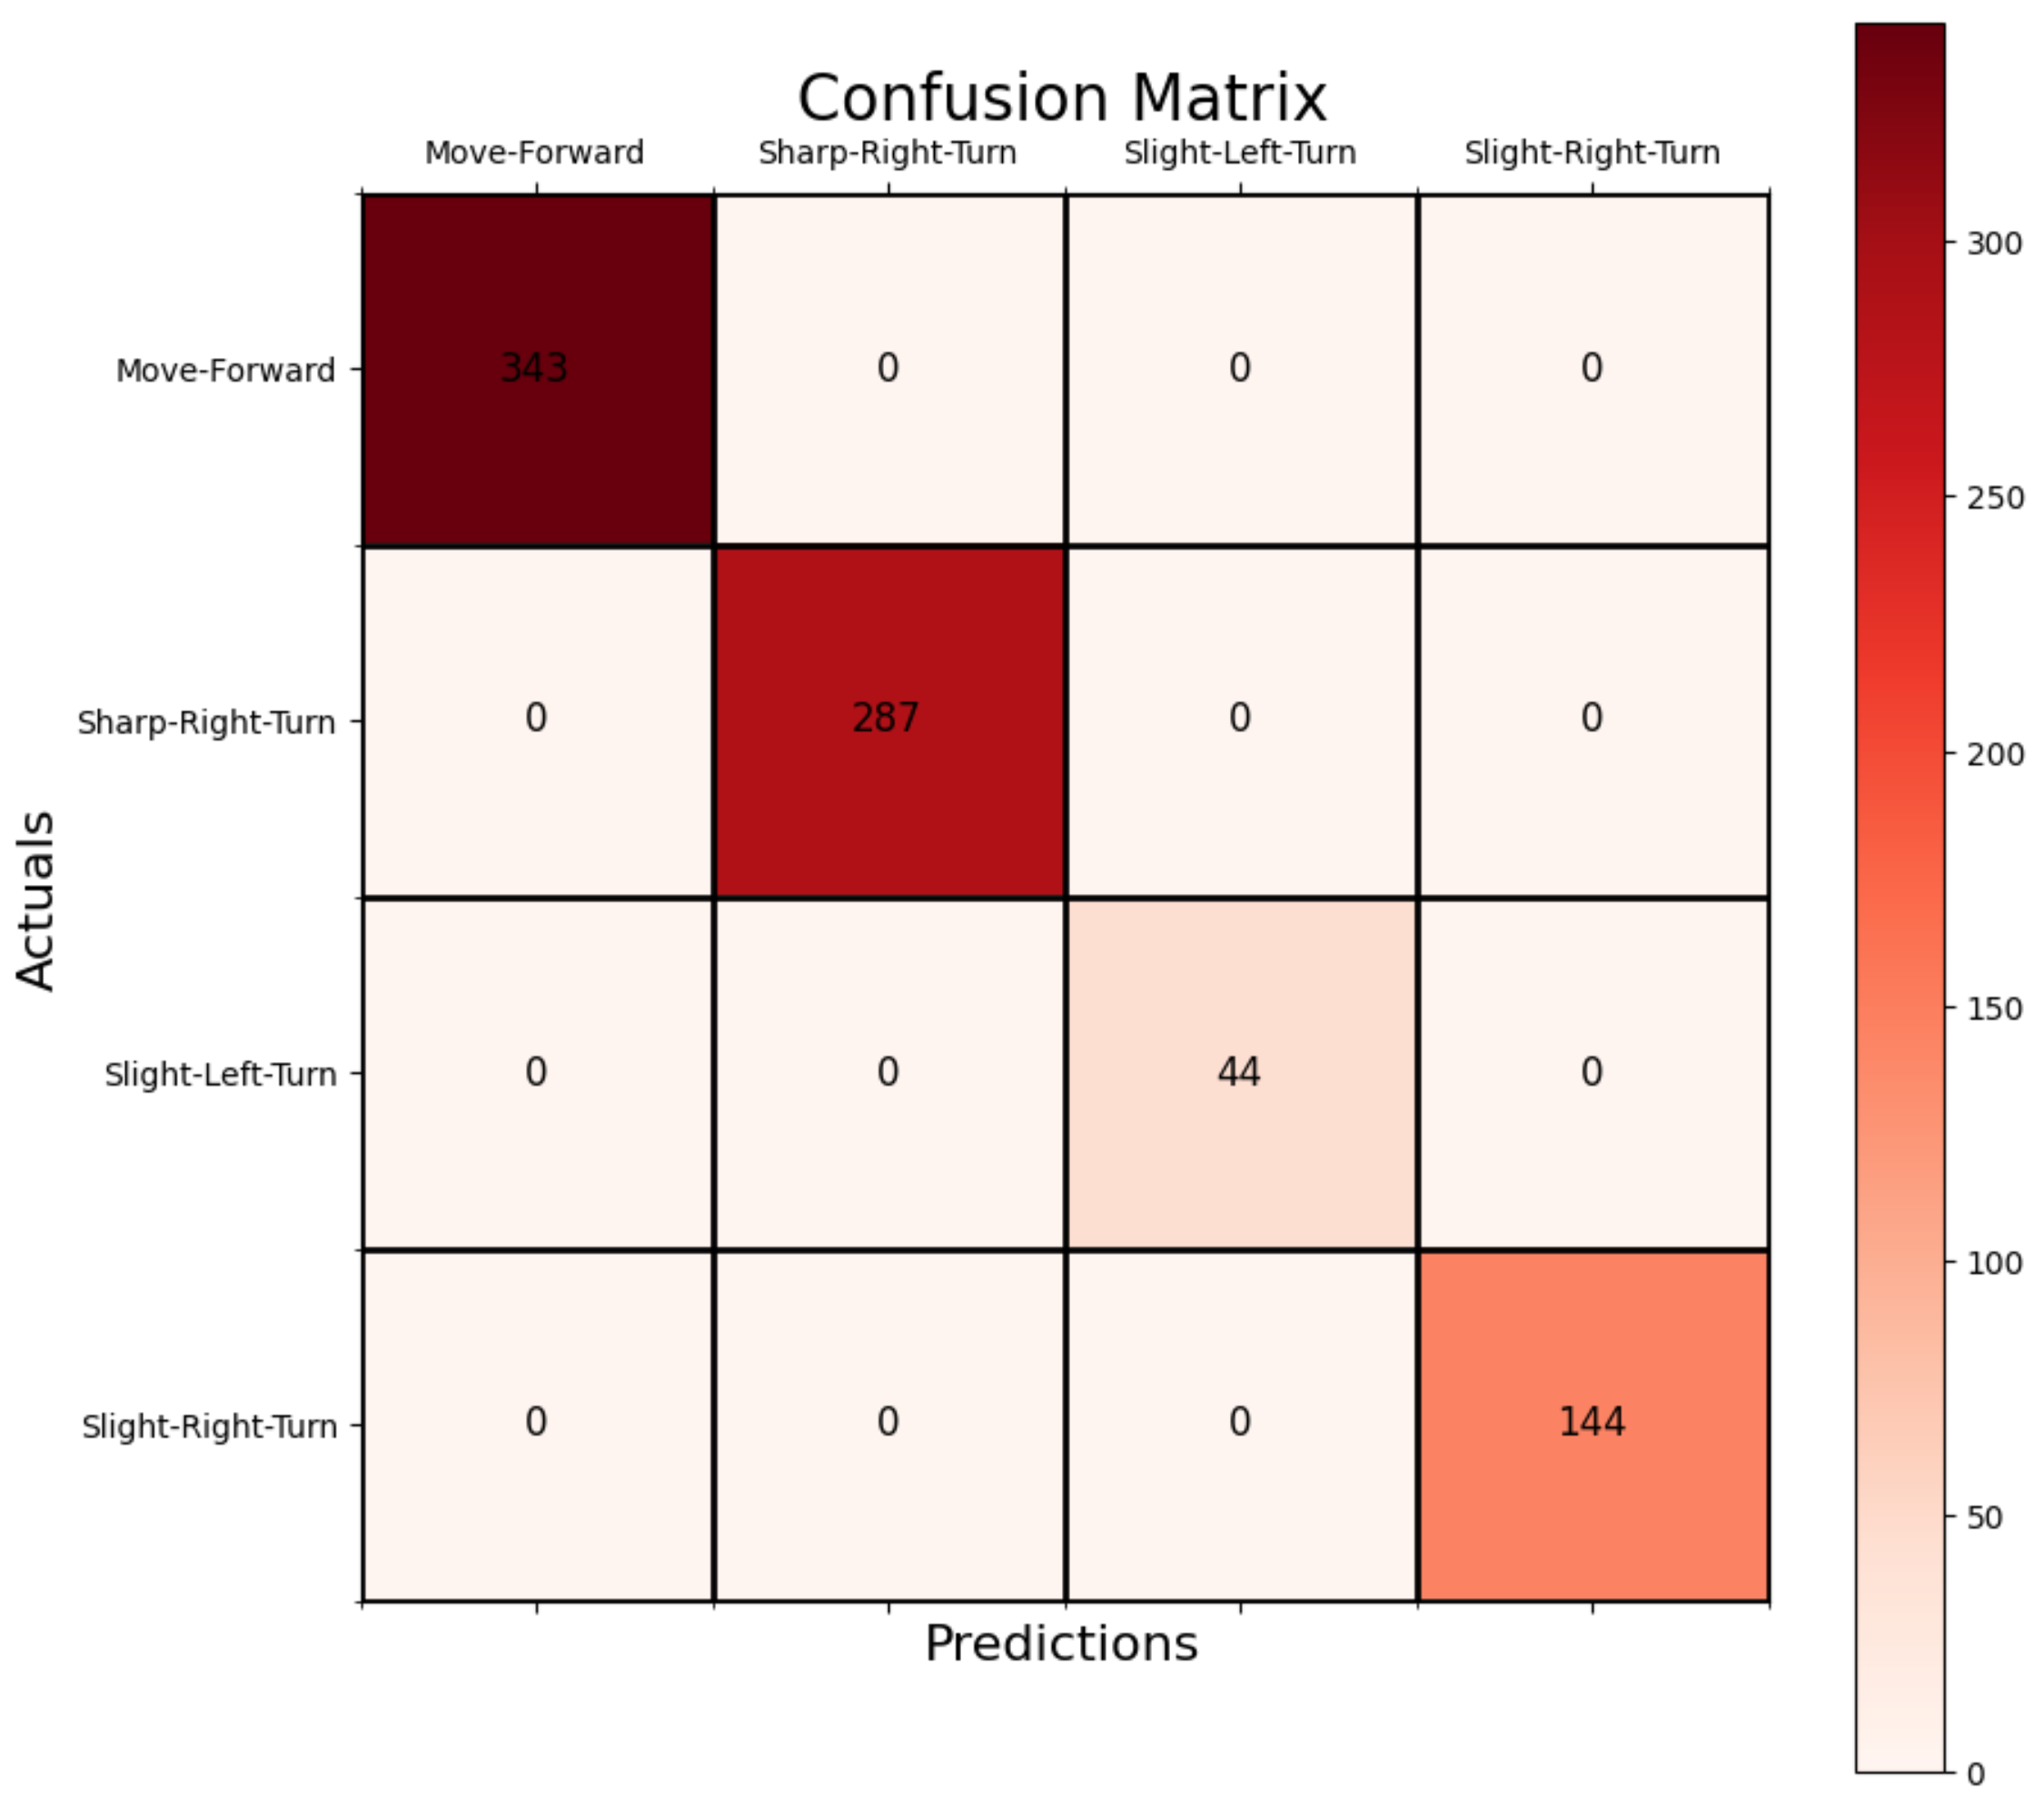 Confusion Matrix
Move-Forward Sharp-Right-Turn Slight-Left-Turn Slight-Right-Turn
Move-Forward 343 0 0 0
Sharp-Right-Turn 0 287 0 0
Slight-Left-Turn 0 0 44 0
Slight-Right-Turn 0 0 0 144
Actuals
Predictions
300
250
200
150
100
50
0